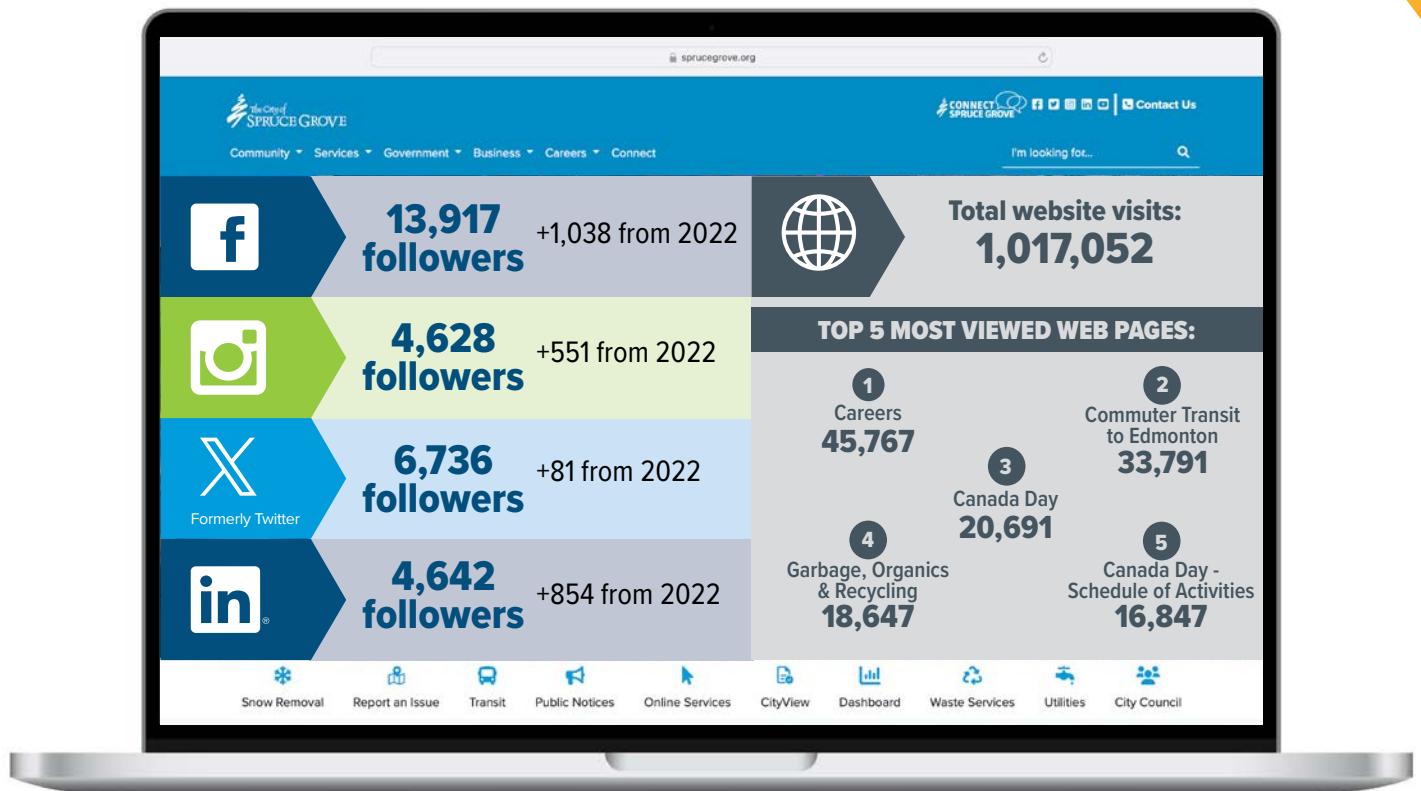 sprucegrove.org
The City of
SPRUCE GROVE
CONNECT
SPRUCE GROVE
Contact Us
Community Services Government Business Careers Connect
I'm looking for...
13,917
followers
+1,038 from 2022
4,628
followers
+551 from 2022
Formerly Twitter
6,736
followers
+81 from 2022
in®
4,642
followers
+854 from 2022
Total website visits:
1,017,052
TOP 5 MOST VIEWED WEB PAGES:
1
Careers
45,767
2
Commuter Transit
to Edmonton
33,791
3
Canada Day
20,691
4
Garbage, Organics
& Recycling
18,647
5
Canada Day -
Schedule of Activities
16,847
Snow Removal Report an Issue Transit Public Notices Online Services CityView Dashboard Waste Services Utilities City Council